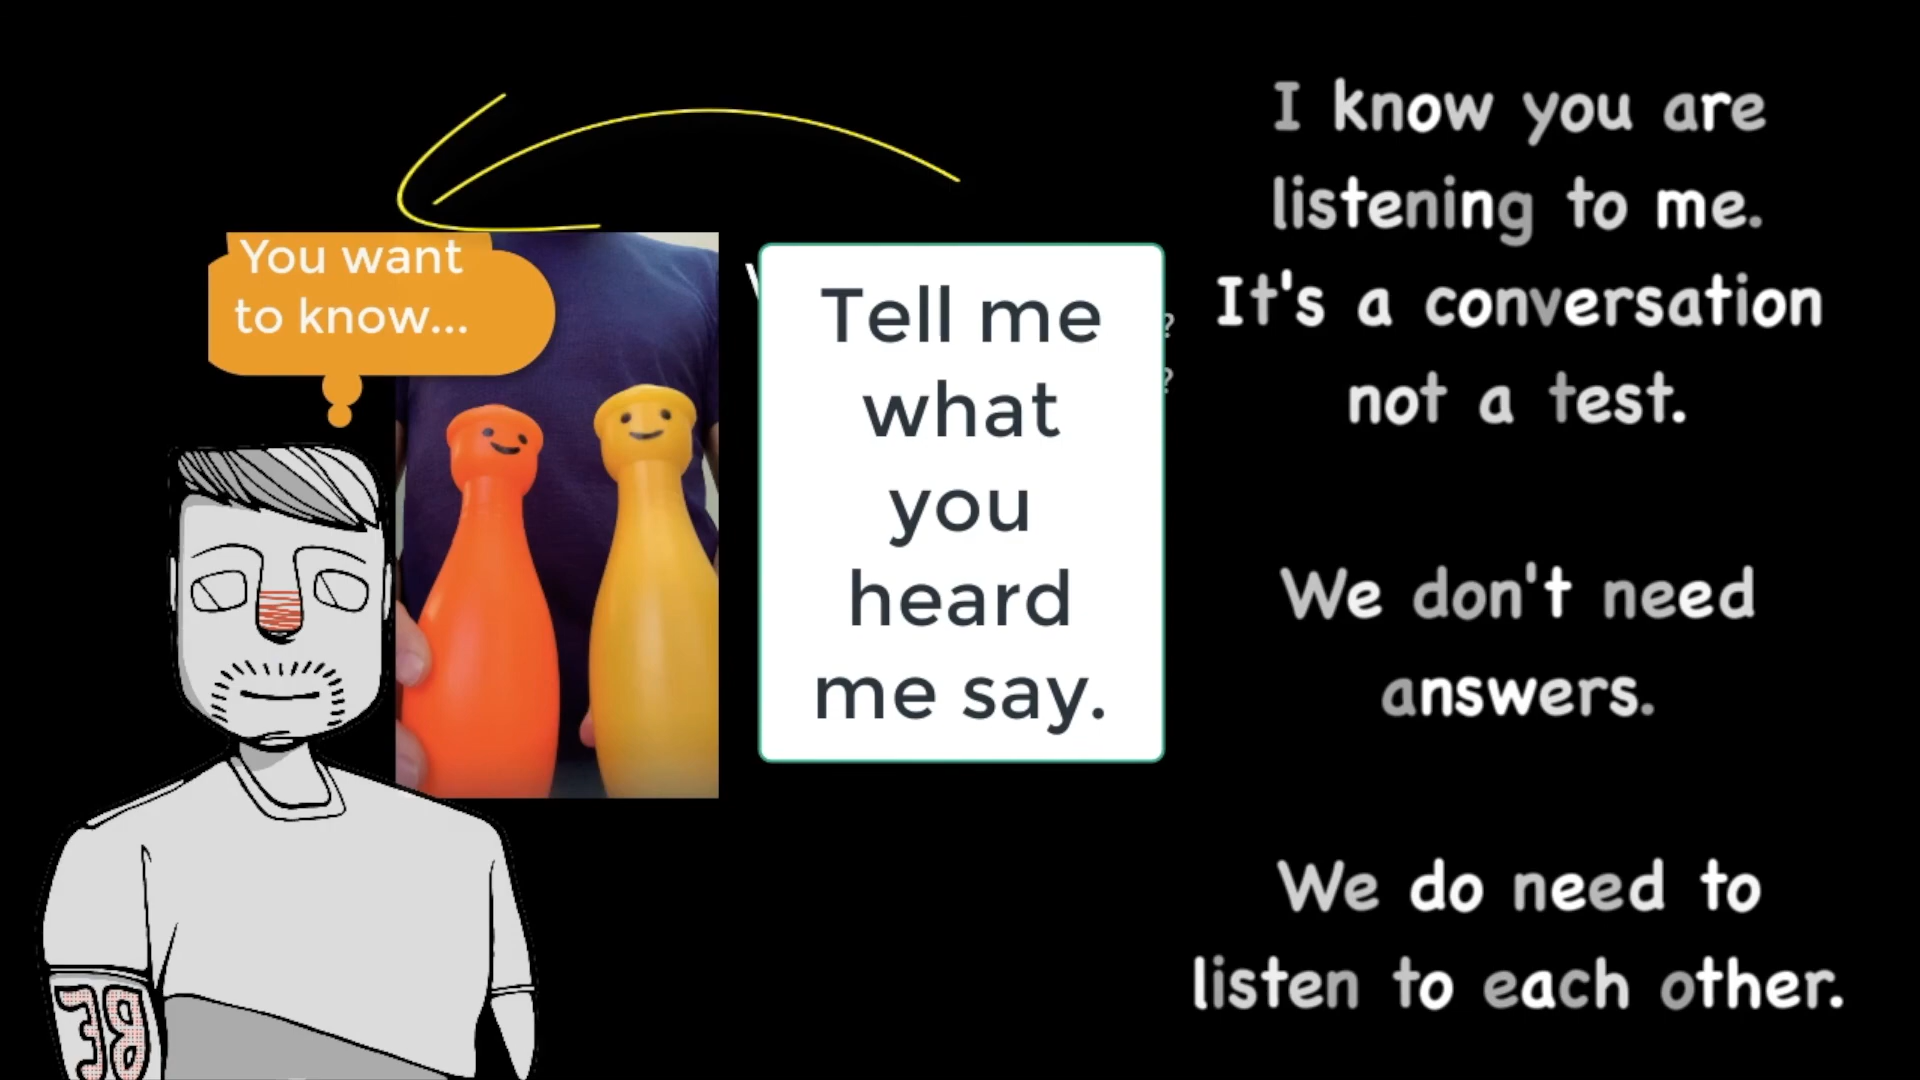 You want
to know...
Tell me
what
you
heard
me say.
?
?
I know you are
listening to me.
It's a conversation
not a test.
We don't need
answers.
We do need to
listen to each other.